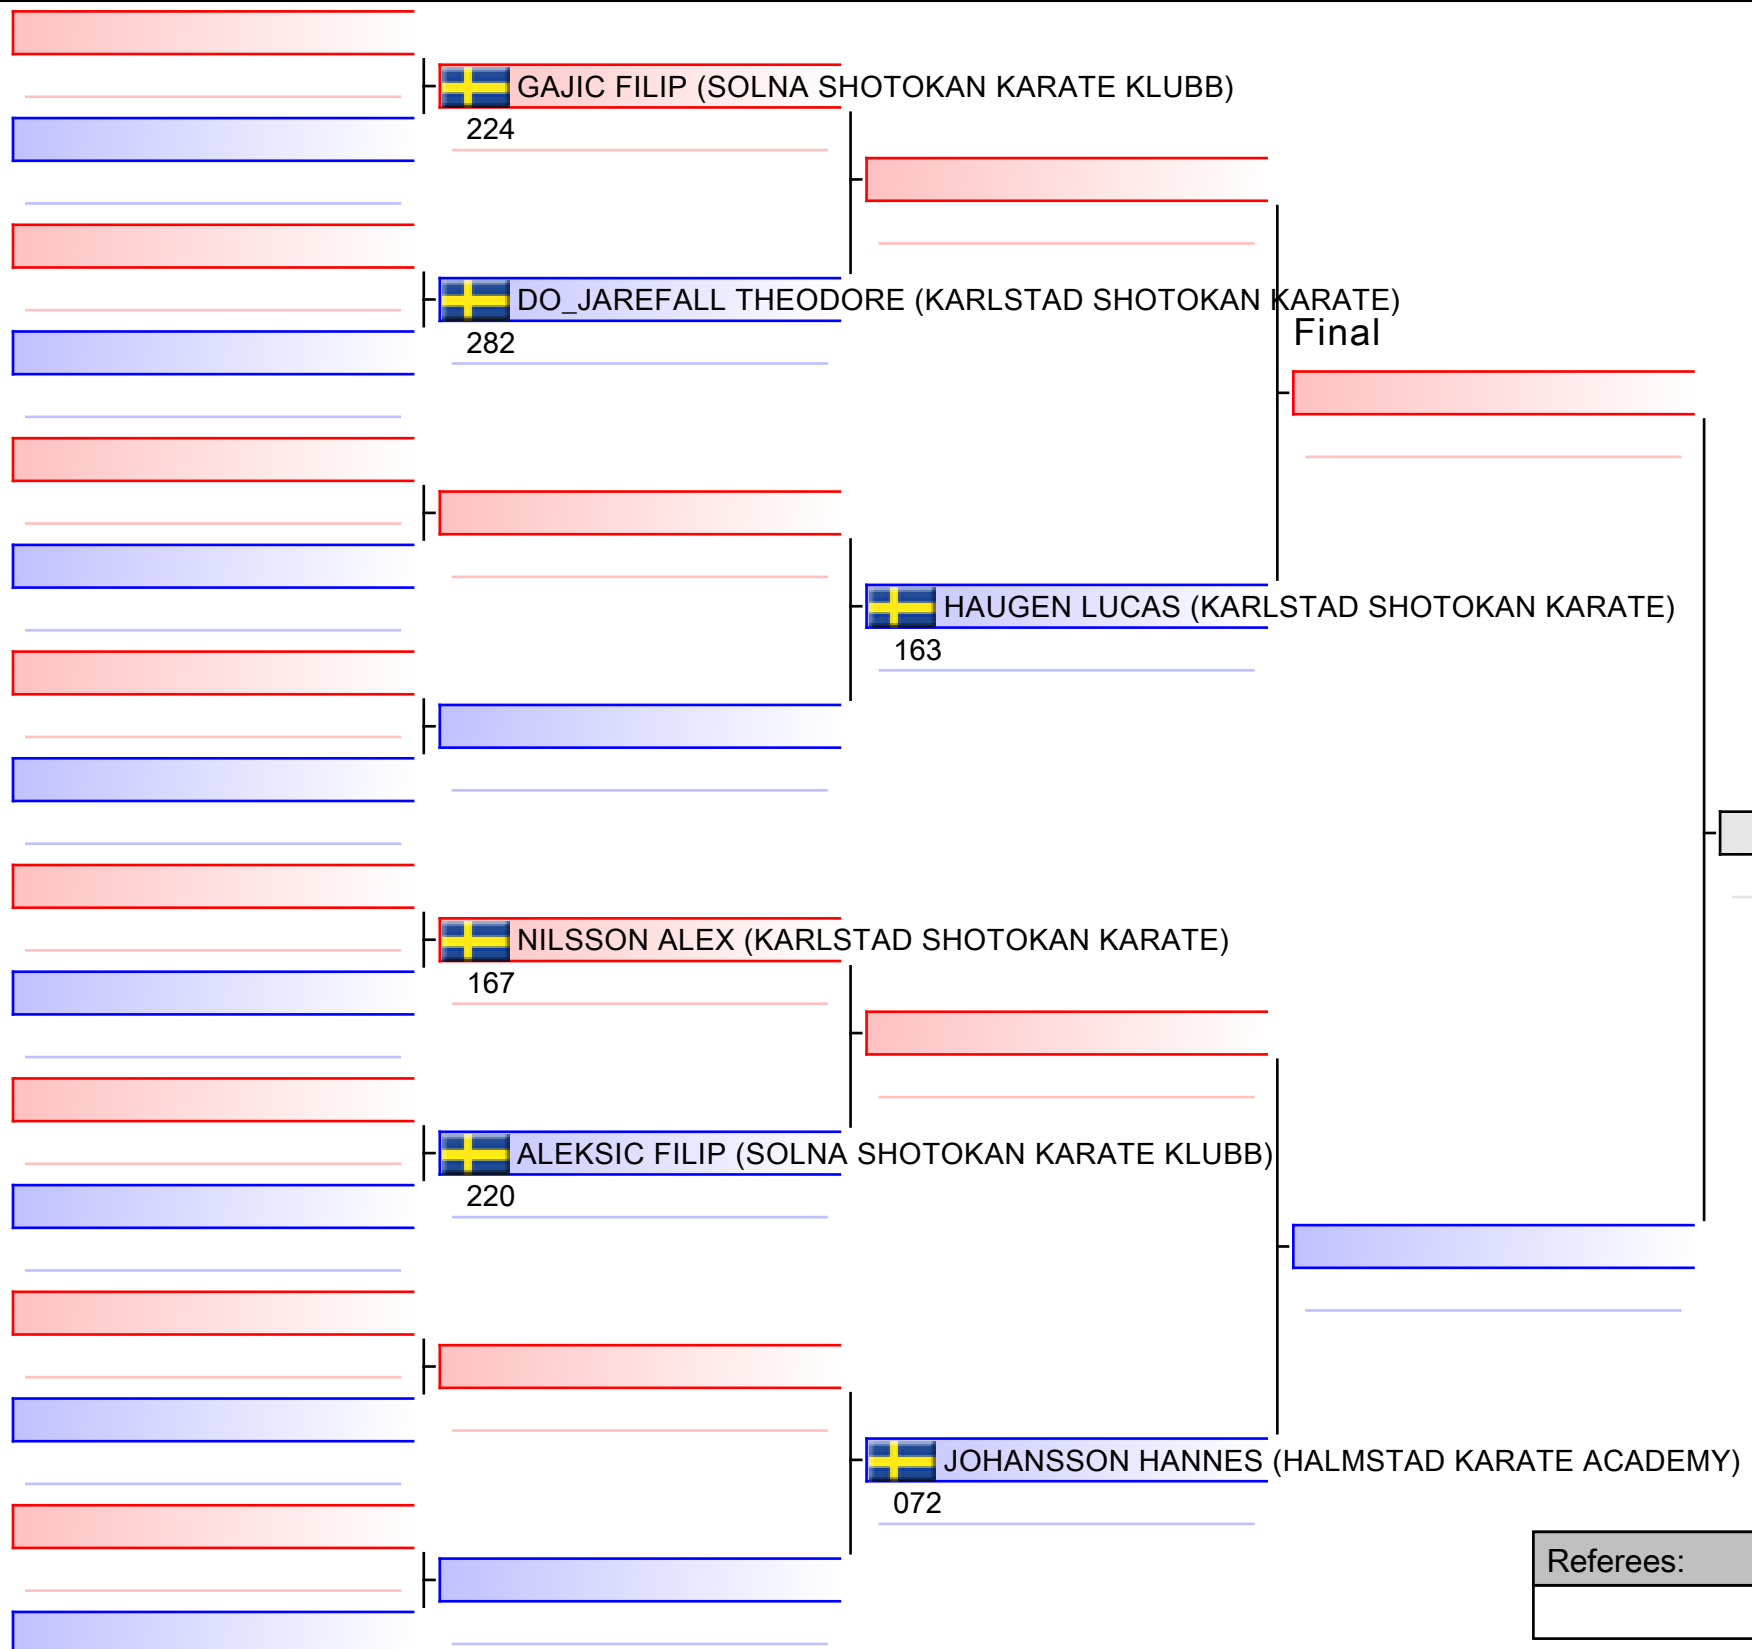 GAJIC FILIP (SOLNA SHOTOKAN KARATE KLUBB)
224
DO_JAREFALL THEODORE (KARLSTAD SHOTOKAN KARATE)
282
Final
HAUGEN LUCAS (KARLSTAD SHOTOKAN KARATE)
163
NILSSON ALEX (KARLSTAD SHOTOKAN KARATE)
167
ALEKSIC FILIP (SOLNA SHOTOKAN KARATE KLUBB)
220
JOHANSSON HANNES (HALMSTAD KARATE ACADEMY)
072
Referees: